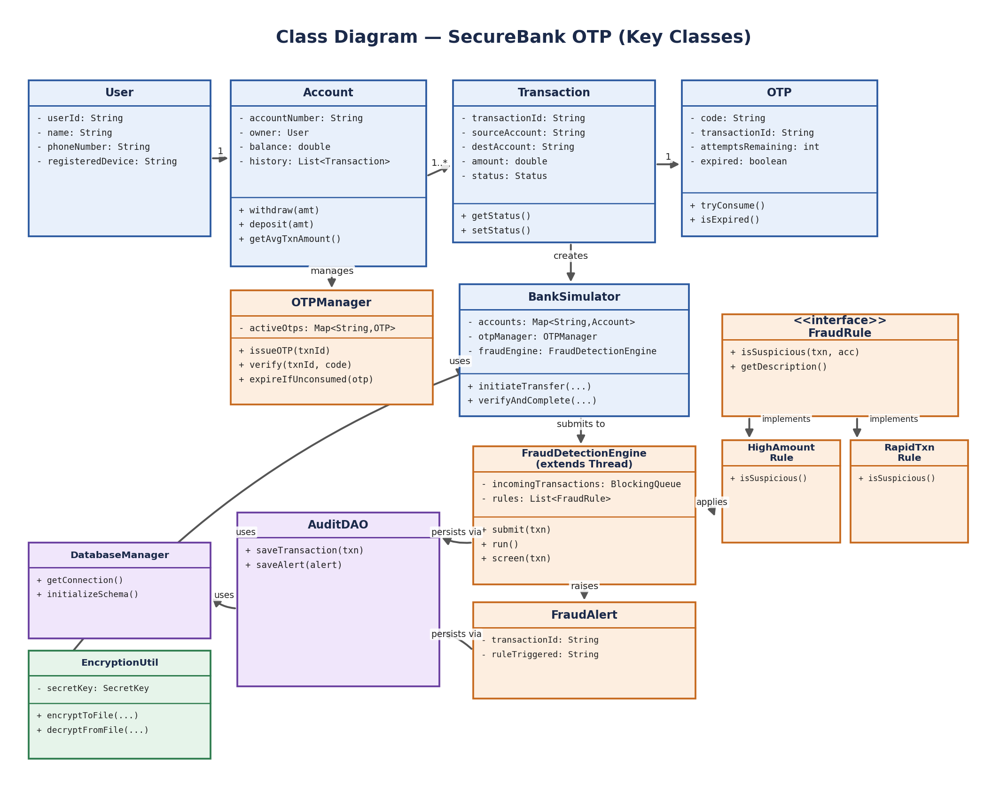 Class Diagram — SecureBank OTP (Key Classes)
User
- userId: String
- name: String
- phoneNumber: String
- registeredDevice: String
1
Account
- accountNumber: String
- owner: User
- balance: double
- history: List<Transaction>
+ withdraw(amt)
+ deposit(amt)
+ getAvgTxnAmount()
1..*
Transaction
- transactionId: String
- sourceAccount: String
- destAccount: String
- amount: double
- status: Status
+ getStatus()
+ setStatus()
1
OTP
- code: String
- transactionId: String
- attemptsRemaining: int
- expired: boolean
+ tryConsume()
+ isExpired()
manages
creates
OTPManager
- activeOtps: Map<String,OTP>
+ issueOTP(txnId)
+ verify(txnId, code)
+ expireIfUnconsumed(otp)
uses
BankSimulator
- accounts: Map<String,Account>
- otpManager: OTPManager
- fraudEngine: FraudDetectionEngine
+ initiateTransfer(...)
+ verifyAndComplete(...)
<<interface>>
FraudRule
+ isSuspicious(txn, acc)
+ getDescription()
submits to
implements
implements
FraudDetectionEngine
(extends Thread)
- incomingTransactions: BlockingQueue
- rules: List<FraudRule>
+ submit(txn)
+ run()
+ screen(txn)
applies
HighAmount
Rule
+ isSuspicious()
RapidTxn
Rule
+ isSuspicious()
uses
AuditDAO
+ saveTransaction(txn)
+ saveAlert(alert)
persists via
DatabaseManager
+ getConnection()
+ initializeSchema()
uses
raises
FraudAlert
- transactionId: String
- ruleTriggered: String
persists via
EncryptionUtil
- secretKey: SecretKey
+ encryptToFile(...)
+ decryptFromFile(...)